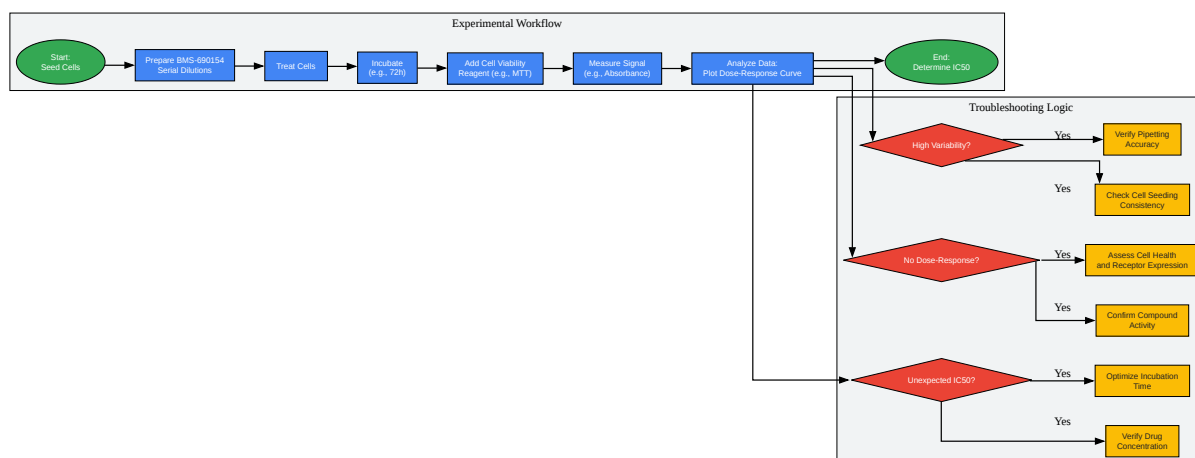 Experimental Workflow
Start:
Seed Cells
Prepare BMS-690154
Serial Dilutions
Treat Cells
Incubate
(e.g., 72h)
Add Cell Viability
Reagent (e.g., MTT)
Measure Signal
(e.g., Absorbance)
Analyze Data:
Plot Dose-Response Curve
End:
Determine IC50
Troubleshooting Logic
High Variability?
Yes
Verify Pipetting
Accuracy
Yes
Check Cell Seeding
Consistency
No Dose-Response?
Yes
Assess Cell Health
and Receptor Expression
Yes
Confirm Compound
Activity
Unexpected IC50?
Yes
Optimize Incubation
Time
Yes
Verify Drug
Concentration